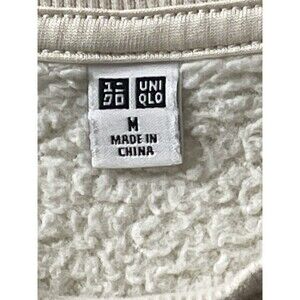 ユニ UNI
クロ QLO
M
MADE IN
CHINA